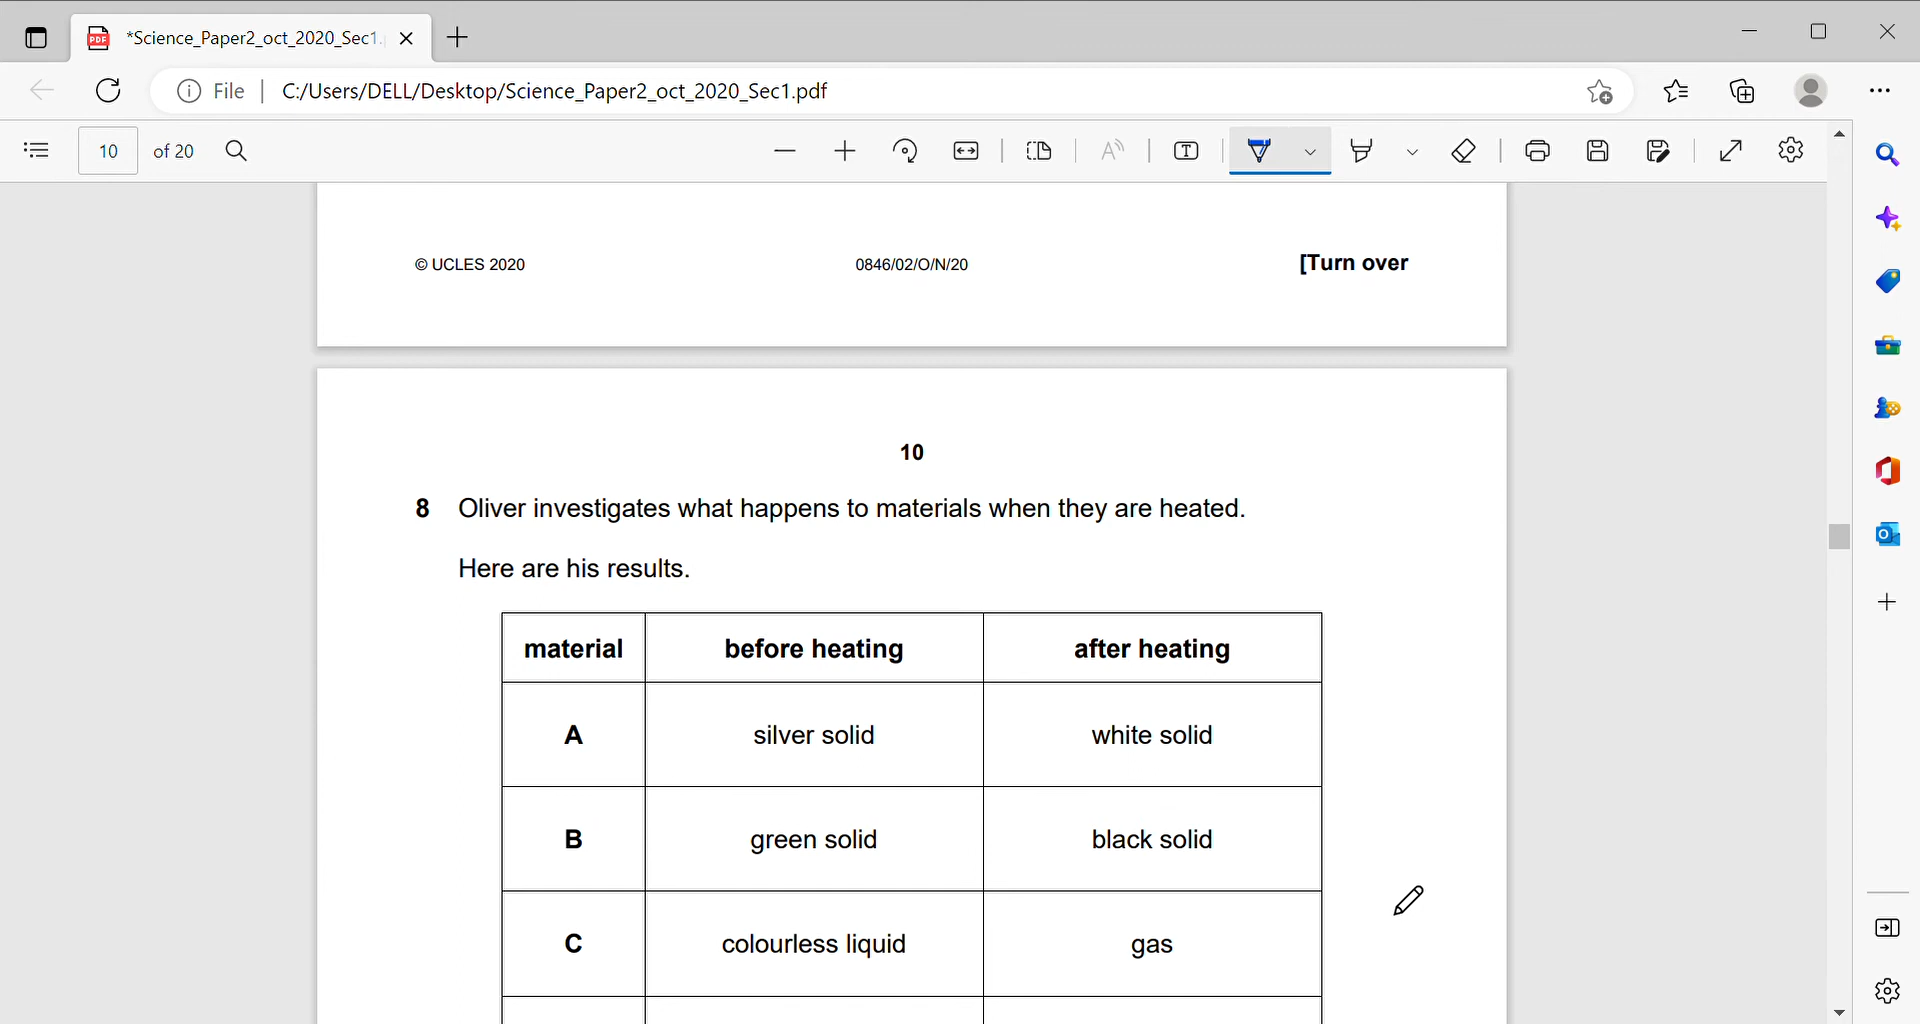 *Science_Paper2_oct_2020_Sec1.
File
C:/Users/DELL/Desktop/Science_Paper2_oct_2020_Sec1.pdf
10 of 20
© UCLES 2020 0846/02/O/N/20 [Turn over
10
8 Oliver investigates what happens to materials when they are heated.
Here are his results.
material before heating after heating
A silver solid white solid
B green solid black solid
C colourless liquid gas